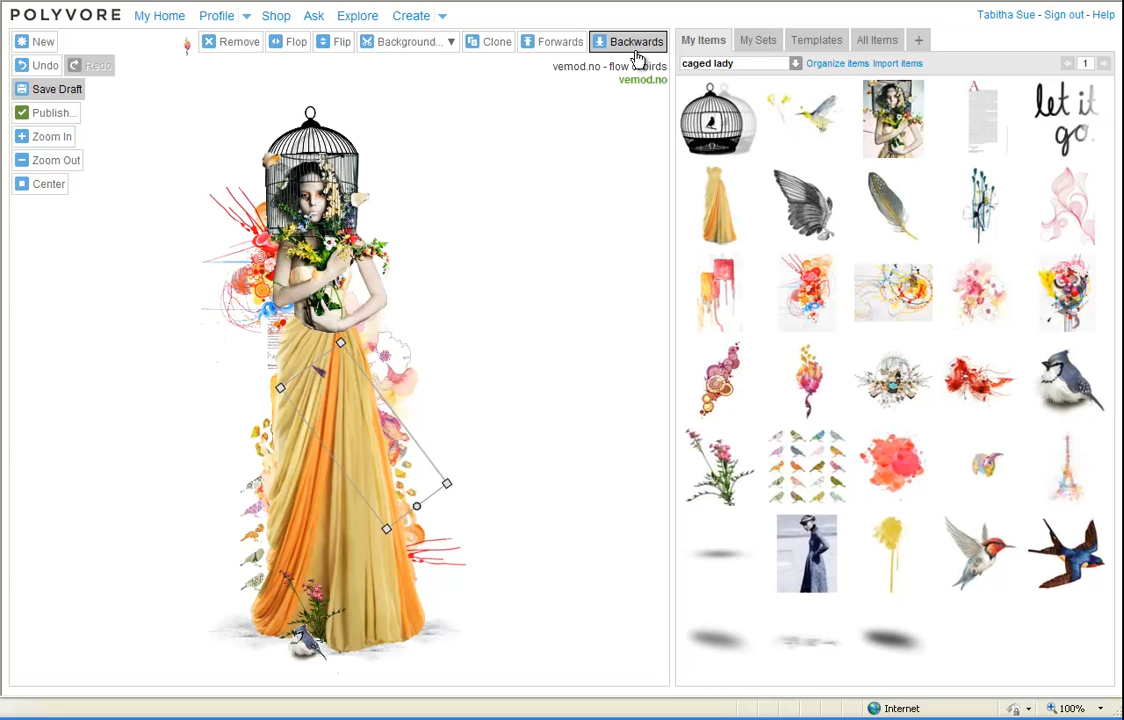 POLYVORE My Home Profile Shop Ask Explore Create
Tabitha Sue - Sign out - Help
New Remove Flop Flip Background... Clone Forwards Backwards
My Items My Sets Templates All Items +
Undo Redo
vemod.no - flow birds
vemod.no
caged lady Organize items Import items 1
Save Draft
Publish...
Zoom In
Zoom Out
Center
let it
go.
Internet 100%